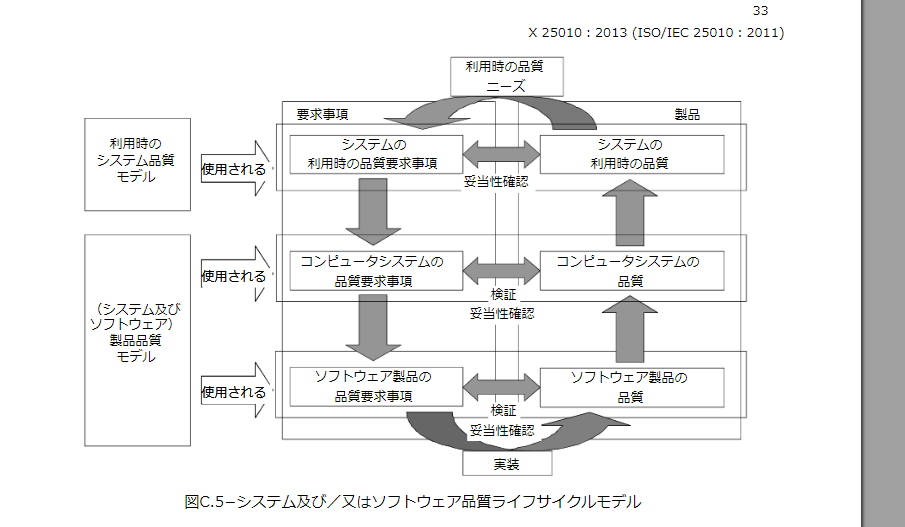 33
X 25010：2013 (ISO/IEC 25010：2011)
利用時の品質
ニーズ
要求事項
製品
利用時の
システム品質
モデル
使用される
システムの
利用時の品質要求事項
システムの
利用時の品質
妥当性確認
（システム及び
ソフトウェア）
製品品質
モデル
使用される
コンピュータシステムの
品質要求事項
コンピュータシステムの
品質
検証
妥当性確認
使用される
ソフトウェア製品の
品質要求事項
ソフトウェア製品の
品質
検証
妥当性確認
実装
図C.5−システム及び／又はソフトウェア品質ライフサイクルモデル